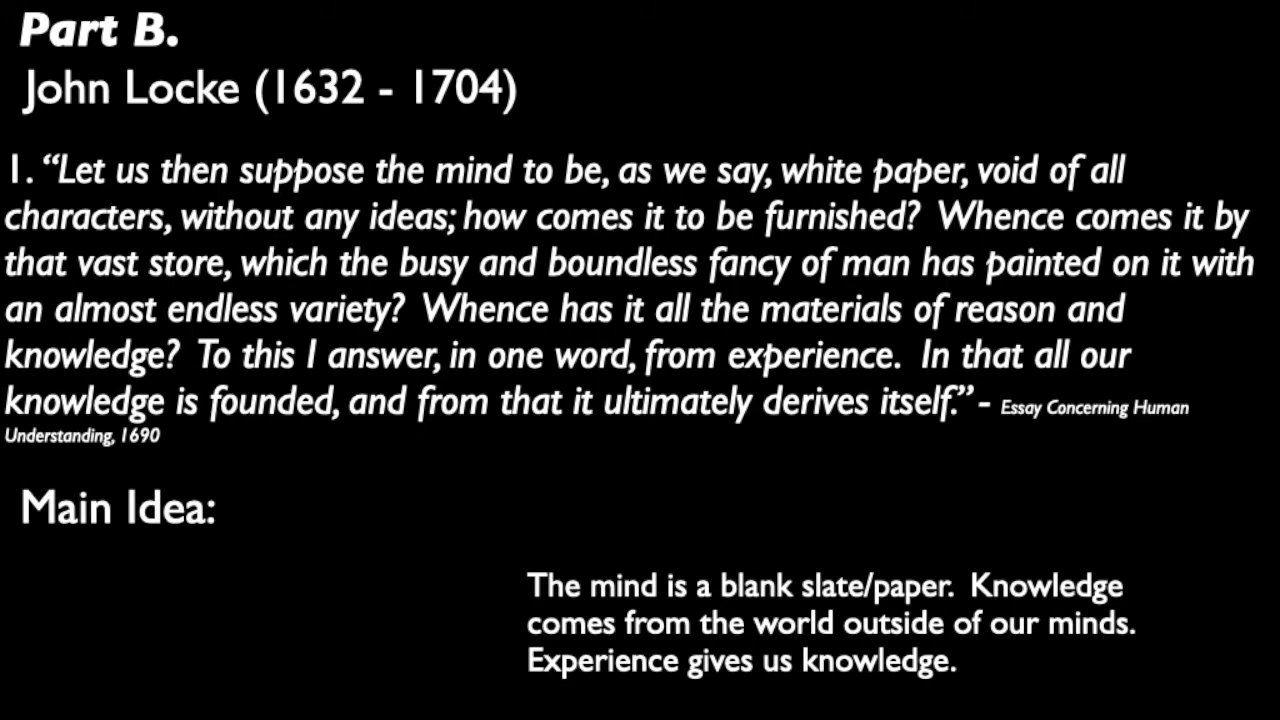 Part B.
John Locke (1632 - 1704)
1. “Let us then suppose the mind to be, as we say, white paper, void of all
characters, without any ideas; how comes it to be furnished?  Whence comes it by
that vast store, which the busy and boundless fancy of man has painted on it with
an almost endless variety?  Whence has it all the materials of reason and
knowledge?  To this I answer, in one word, from experience.  In that all our
knowledge is founded, and from that it ultimately derives itself.” - Essay Concerning Human
Understanding, 1690
Main Idea:
The mind is a blank slate/paper.  Knowledge
comes from the world outside of our minds.
Experience gives us knowledge.